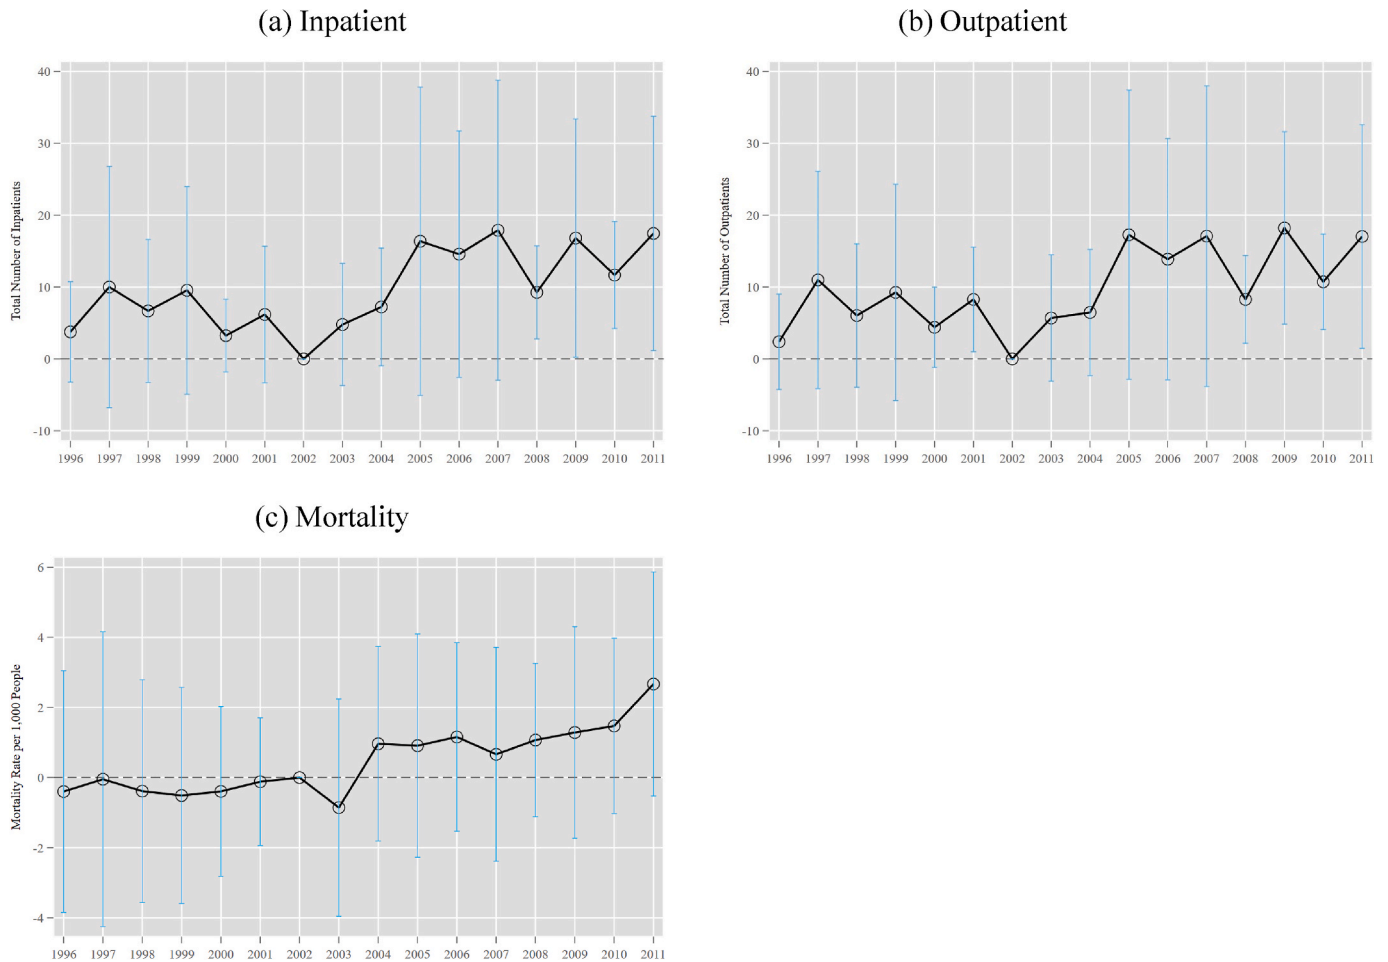 (a) Inpatient
Total Number of Inpatients
40
30
20
10
0
-10
1996 1997 1998 1999 2000 2001 2002 2003 2004 2005 2006 2007 2008 2009 2010 2011
(b) Outpatient
Total Number of Outpatients
40
30
20
10
0
-10
1996 1997 1998 1999 2000 2001 2002 2003 2004 2005 2006 2007 2008 2009 2010 2011
(c) Mortality
Mortality Rate per 1,000 People
6
4
2
0
-2
-4
1996 1997 1998 1999 2000 2001 2002 2003 2004 2005 2006 2007 2008 2009 2010 2011